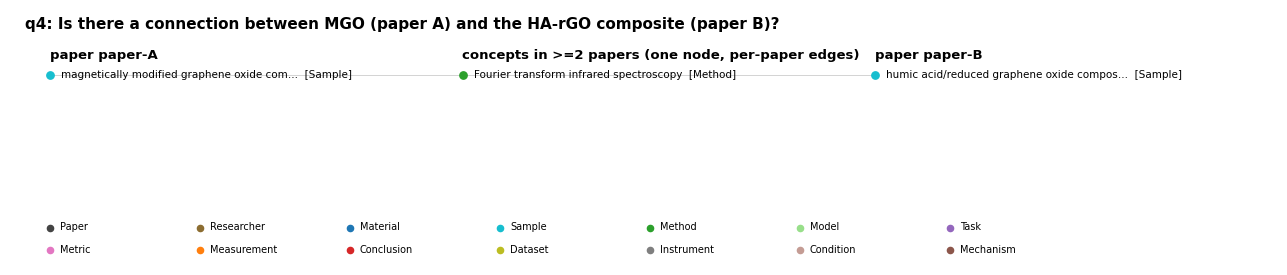 q4: Is there a connection between MGO (paper A) and the HA-rGO composite (paper B)?
paper paper-A
concepts in >=2 papers (one node, per-paper edges)
paper paper-B
magnetically modified graphene oxide com... [Sample]
Fourier transform infrared spectroscopy [Method]
humic acid/reduced graphene oxide compos... [Sample]
Paper
Researcher
Material
Sample
Method
Model
Task
Metric
Measurement
Conclusion
Dataset
Instrument
Condition
Mechanism